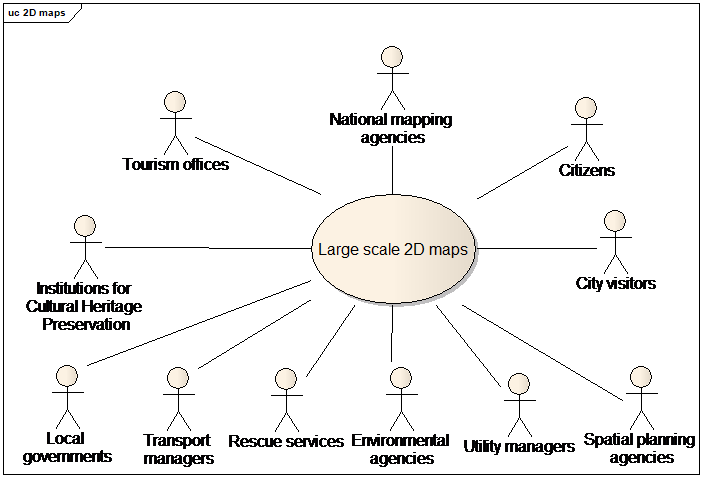 uc 2D maps
National mapping
agencies
Tourism offices
Citizens
Large scale 2D maps
Institutions for
Cultural Heritage
Preservation
City visitors
Local
governments
Transport
managers
Rescue services
Environmental
agencies
Utility managers
Spatial planning
agencies